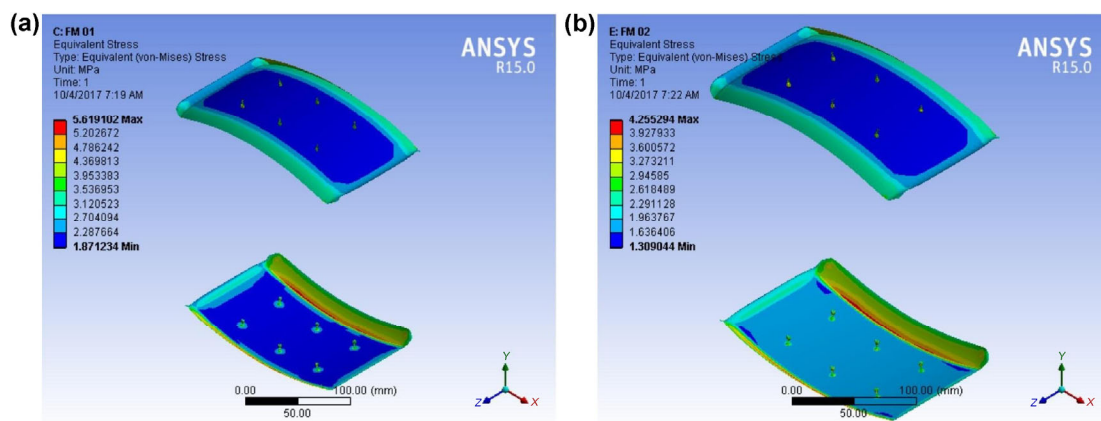 (a)
C: FM 01
Equivalent Stress
Type: Equivalent (von-Mises) Stress
Unit: MPa
Time: 1
10/4/2017 7:19 AM
ANSYS
R15.0
5.619102 Max
5.202672
4.786242
4.369813
3.953383
3.536953
3.120523
2.704094
2.287664
1.871234 Min
0.00
100.00 (mm)
50.00
Y
Z
X
(b)
E: FM 02
Equivalent Stress
Type: Equivalent (von-Mises) Stress
Unit: MPa
Time: 1
10/4/2017 7:22 AM
ANSYS
R15.0
4.255294 Max
3.927933
3.600572
3.273211
2.94585
2.618489
2.291128
1.963767
1.636406
1.309044 Min
0.00
100.00 (mm)
50.00
Y
Z
X